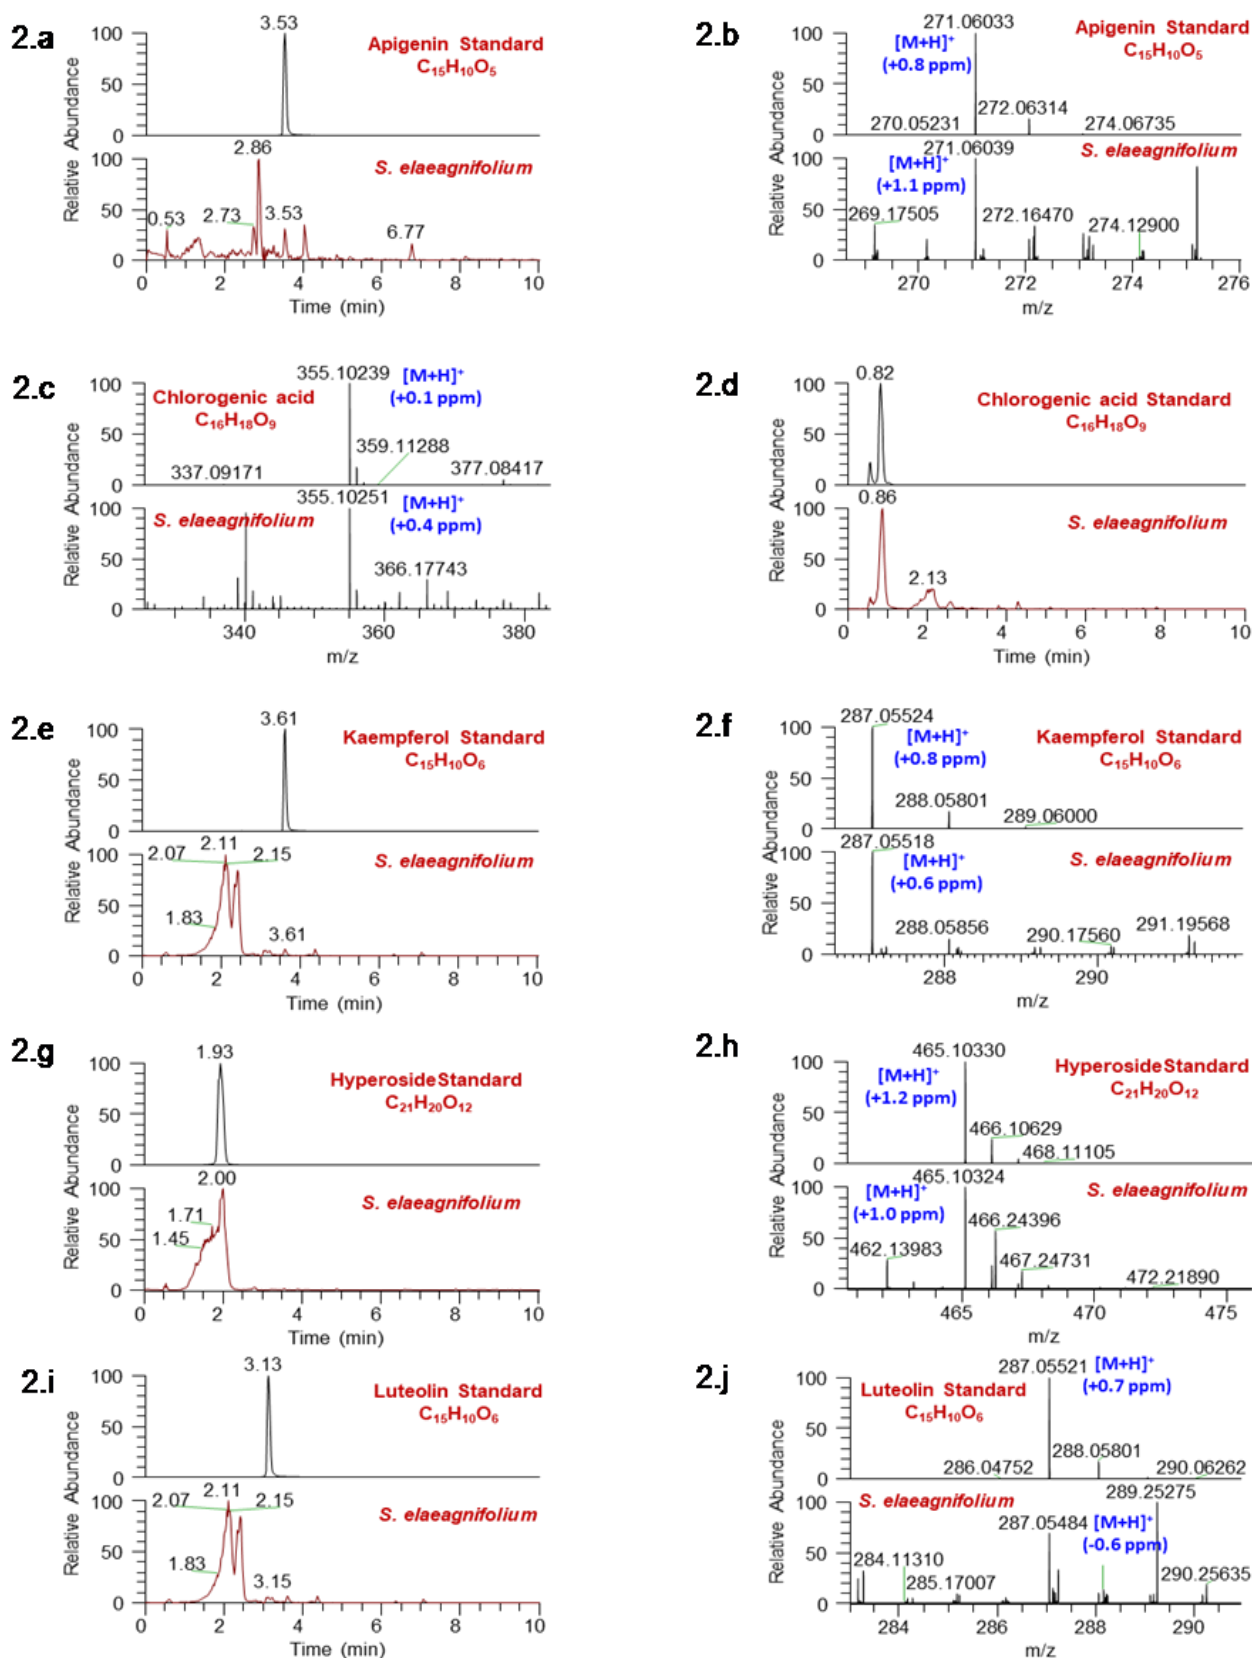 2.a
3.53
Apigenin Standard
C₁₅H₁₀O₅
Relative Abundance
100
50
0
2.86
S. elaeagnifolium
100
50
0
0.53
2.73
3.53
6.77
0 2 4 6 8 10
Time (min)
2.b
271.06033
[M+H]⁺
(+0.8 ppm)
Apigenin Standard
C₁₅H₁₀O₅
Relative Abundance
100
50
0
270.05231
272.06314
274.06735
271.06039
[M+H]⁺
(+1.1 ppm)
S. elaeagnifolium
100
50
0
269.17505
272.16470
274.12900
270 272 274 276
m/z
2.c
355.10239
[M+H]⁺
(+0.1 ppm)
Chlorogenic acid
C₁₆H₁₈O₉
Relative Abundance
100
50
0
337.09171
359.11288
377.08417
355.10251
[M+H]⁺
(+0.4 ppm)
S. elaeagnifolium
100
50
0
366.17743
340 360 380
m/z
2.d
0.82
Chlorogenic acid Standard
C₁₆H₁₈O₉
Relative Abundance
100
50
0
0.86
S. elaeagnifolium
100
50
0
2.13
0 2 4 6 8 10
Time (min)
2.e
3.61
Kaempferol Standard
C₁₅H₁₀O₆
Relative Abundance
100
50
0
2.07
2.11
2.15
S. elaeagnifolium
100
50
0
1.83
3.61
0 2 4 6 8 10
Time (min)
2.f
287.05524
[M+H]⁺
(+0.8 ppm)
Kaempferol Standard
C₁₅H₁₀O₆
Relative Abundance
100
50
0
288.05801
289.06000
287.05518
[M+H]⁺
(+0.6 ppm)
S. elaeagnifolium
100
50
0
288.05856
290.17560
291.19568
288 290
m/z
2.g
1.93
Hyperoside Standard
C₂₁H₂₀O₁₂
Relative Abundance
100
50
0
2.00
S. elaeagnifolium
100
50
0
1.71
1.45
0 2 4 6 8 10
Time (min)
2.h
465.10330
[M+H]⁺
(+1.2 ppm)
Hyperoside Standard
C₂₁H₂₀O₁₂
Relative Abundance
100
50
0
466.10629
468.11105
465.10324
[M+H]⁺
(+1.0 ppm)
S. elaeagnifolium
100
50
0
462.13983
466.24396
467.24731
472.21890
465 470 475
m/z
2.i
3.13
Luteolin Standard
C₁₅H₁₀O₆
Relative Abundance
100
50
0
2.07
2.11
2.15
S. elaeagnifolium
100
50
0
1.83
3.15
0 2 4 6 8 10
Time (min)
2.j
287.05521
[M+H]⁺
(+0.7 ppm)
Luteolin Standard
C₁₅H₁₀O₆
Relative Abundance
100
50
0
286.04752
288.05801
290.06262
S. elaeagnifolium
289.25275
287.05484
[M+H]⁺
(-0.6 ppm)
100
50
0
284.11310
285.17007
290.25635
284 286 288 290
m/z